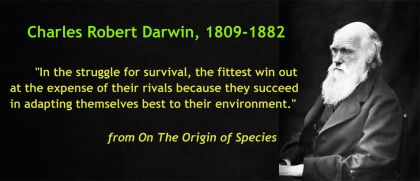 Charles Robert Darwin, 1809-1882
"In the struggle for survival, the fittest win out
at the expense of their rivals because they succeed
in adapting themselves best to their environment."
from On The Origin of Species